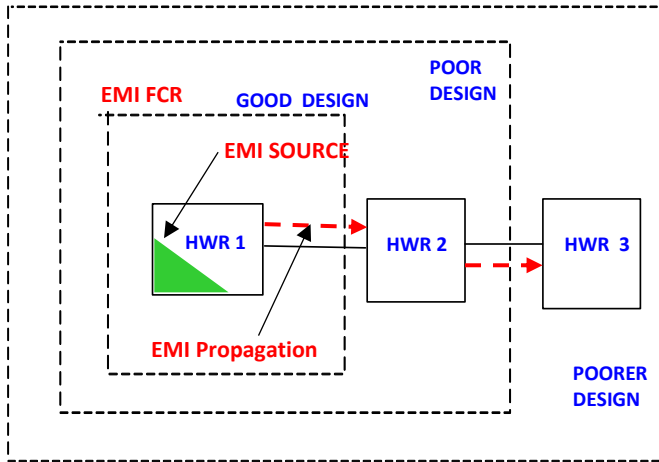 POOR
DESIGN
EMI FCR
GOOD DESIGN
EMI SOURCE
HWR 1
HWR 2
HWR 3
EMI Propagation
POORER
DESIGN